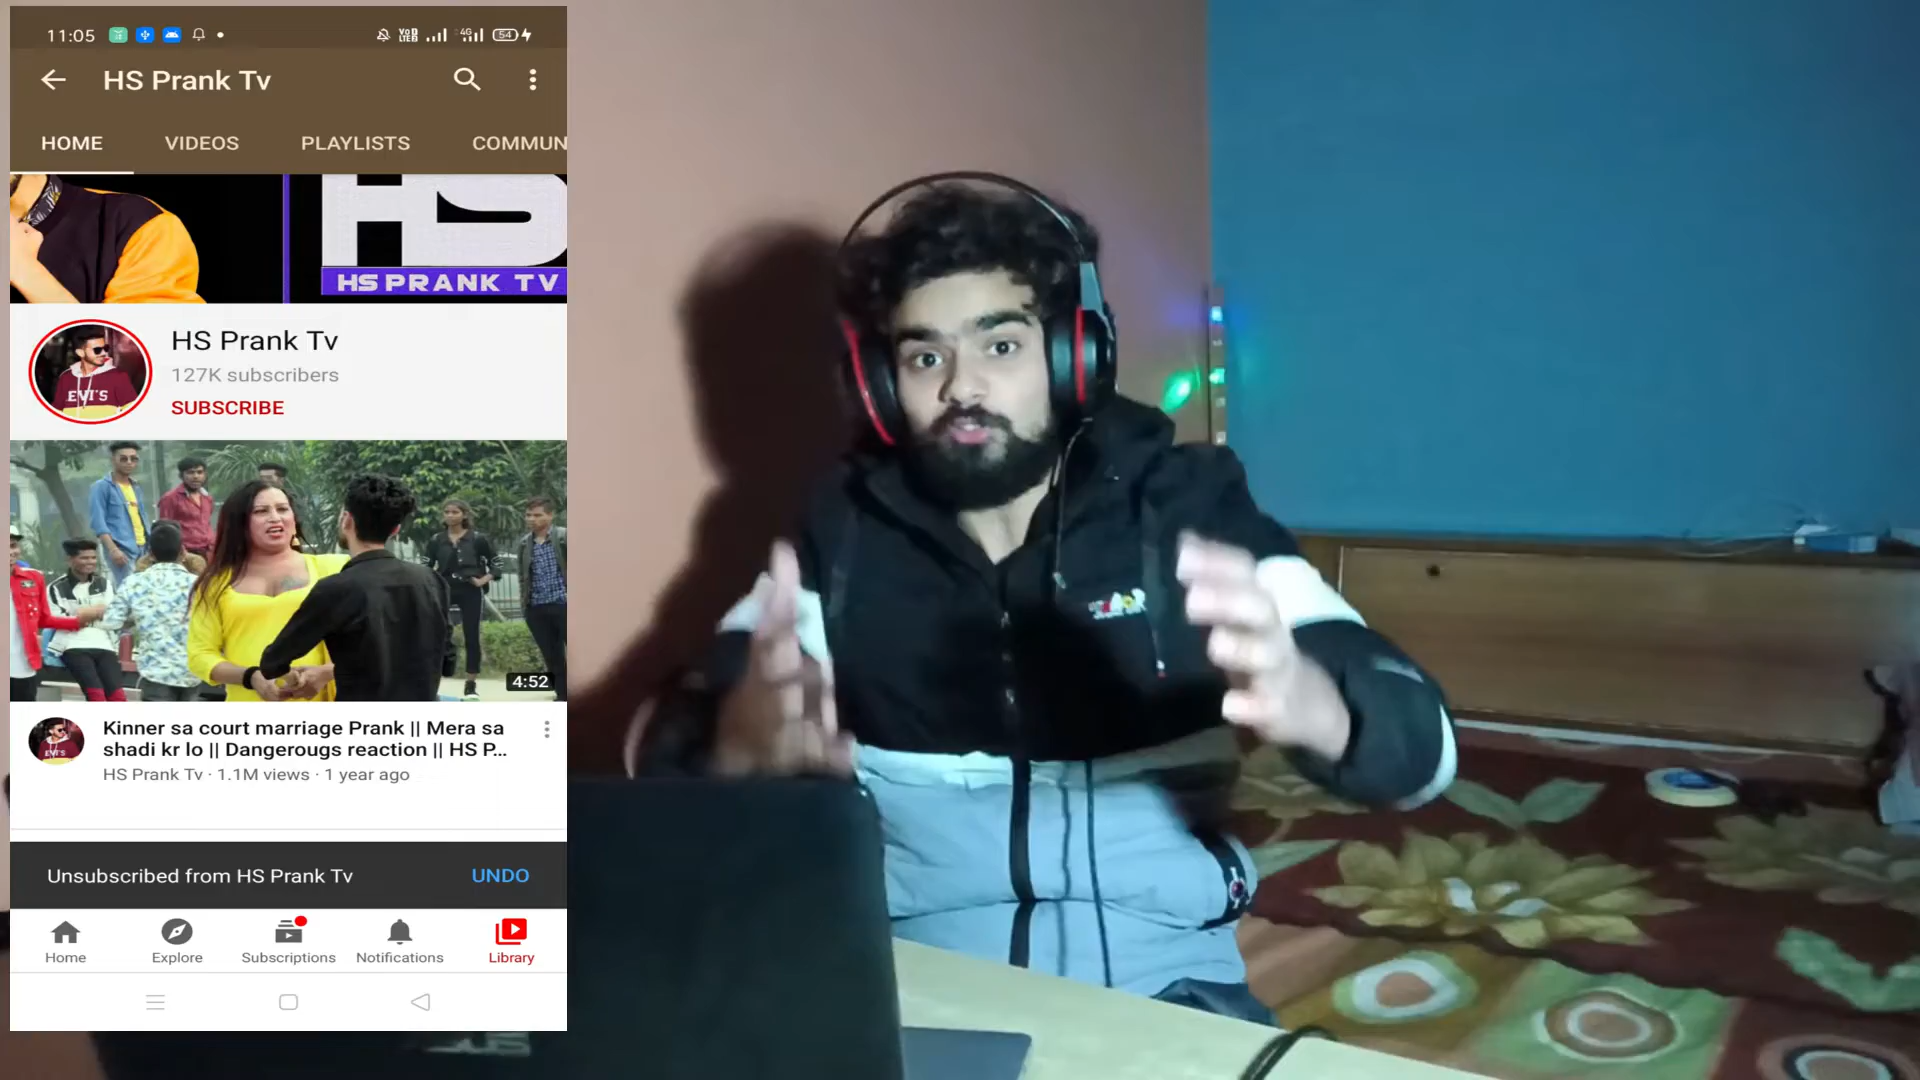 11:05
54
HS Prank Tv
HOME VIDEOS PLAYLISTS COMMUN
HS
HS PRANK TV
HS Prank Tv
127K subscribers
SUBSCRIBE
4:52
Kinner sa court marriage Prank || Mera sa
shadi kr lo || Dangerougs reaction || HS P...
HS Prank Tv · 1.1M views · 1 year ago
Unsubscribed from HS Prank Tv
UNDO
Home Explore Subscriptions Notifications Library